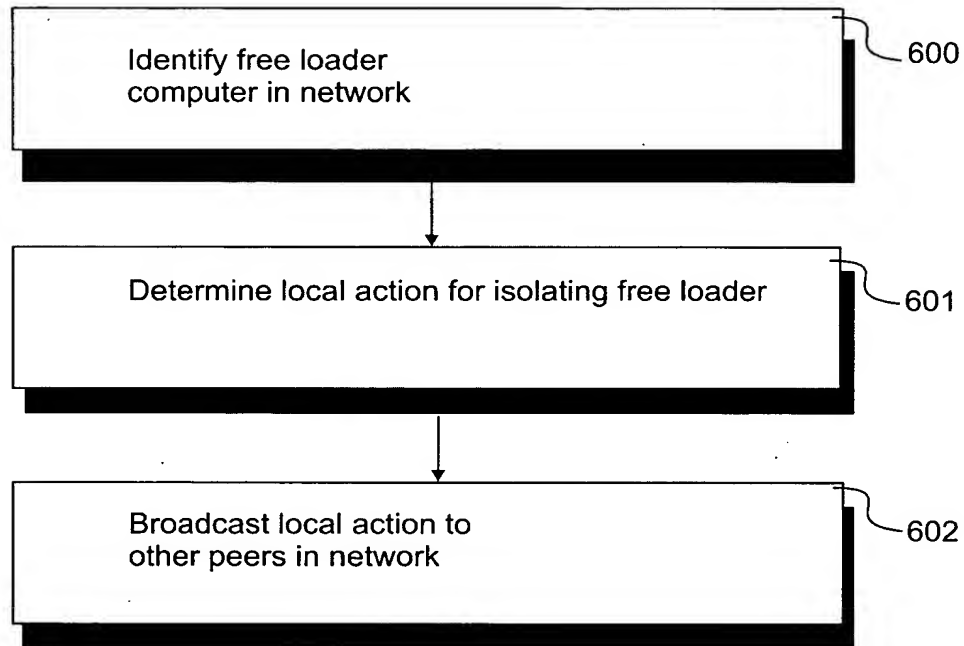 Identify free loader
computer in network
600
Determine local action for isolating free loader
601
Broadcast local action to
other peers in network
602